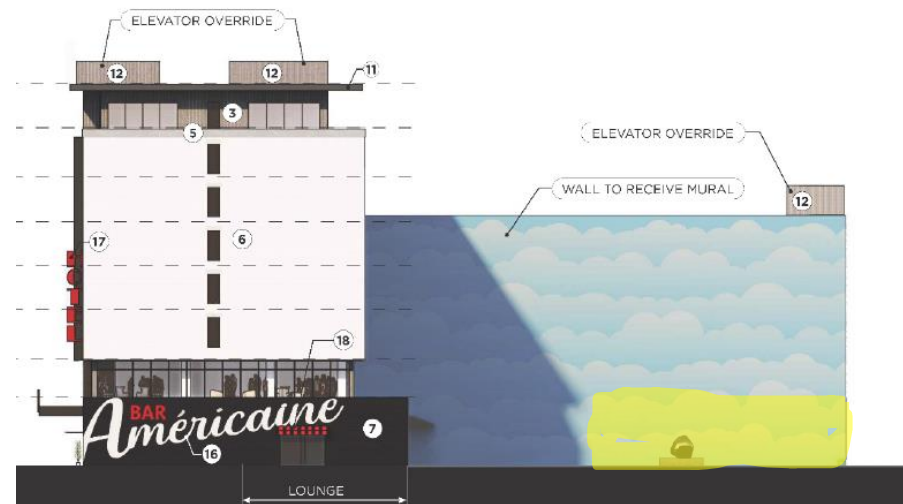 ELEVATOR OVERRIDE
12
12
11
3
5
ELEVATOR OVERRIDE
WALL TO RECEIVE MURAL
12
17
6
18
BAR
Américaine
7
16
LOUNGE